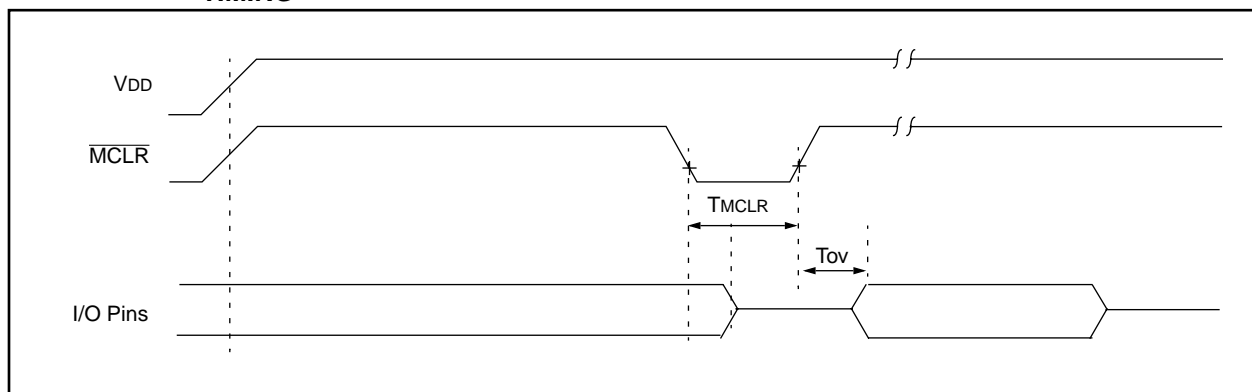 TIMING
VDD
MCLR
TMCLR
Tov
I/O Pins